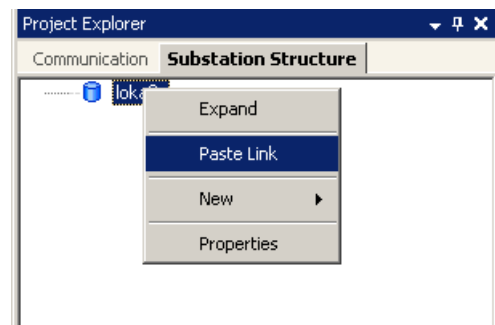 Project Explorer
Communication Substation Structure
Expand
Paste Link
New
Properties